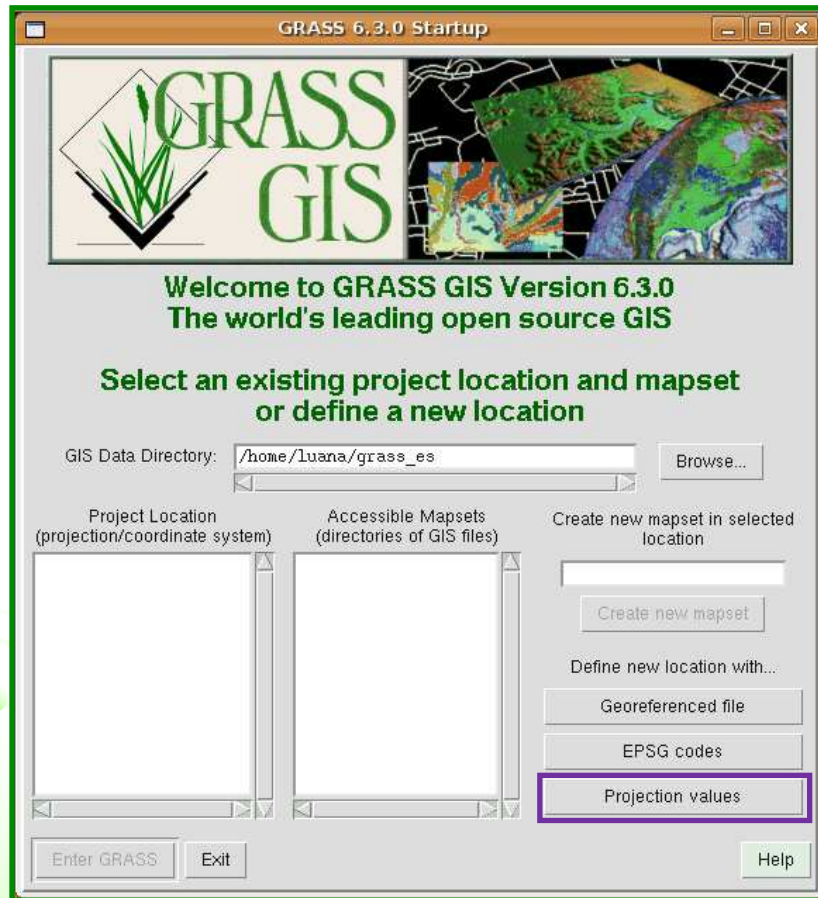 GRASS 6.3.0 Startup
GRASS
GIS
Welcome to GRASS GIS Version 6.3.0
The world's leading open source GIS
Select an existing project location and mapset
or define a new location
GIS Data Directory:
/home/luana/grass_es
Browse...
Project Location
(projection/coordinate system)
Accessible Mapsets
(directories of GIS files)
Create new mapset in selected
location
Create new mapset
Define new location with...
Georeferenced file
EPSG codes
Projection values
Enter GRASS
Exit
Help